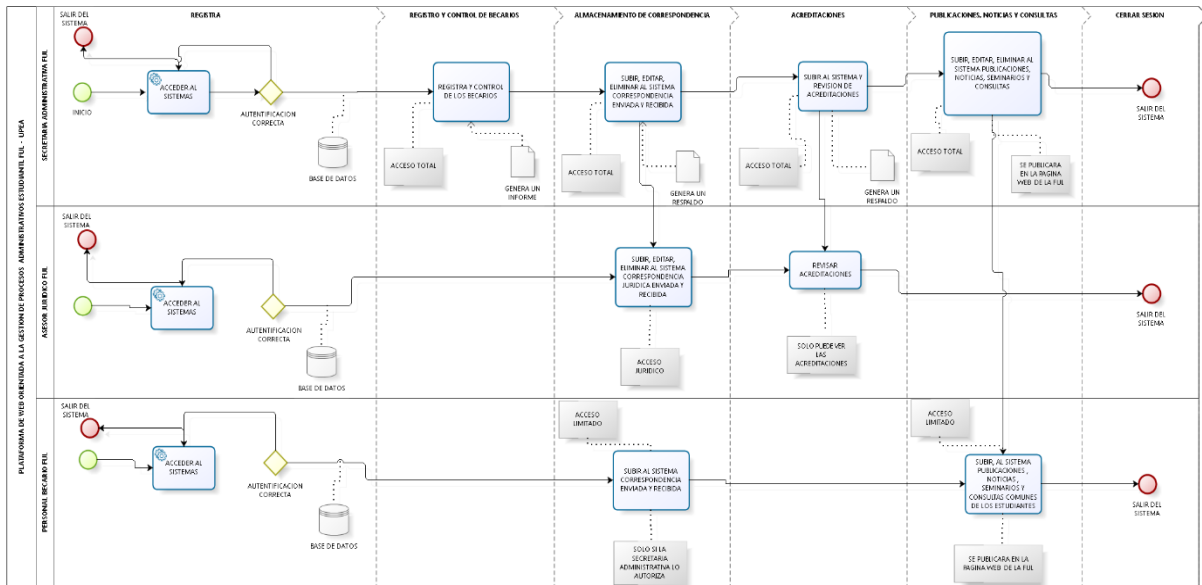 PLATAFORMA DE WEB ORIENTADA A LA GESTION DE PROCESOS ADMINISTRATIVOS ESTUDIANTIL FUL - UPEA
REGISTRA
REGISTRO Y CONTROL DE BECARIOS
ALMACENAMIENTO DE CORRESPONDENCIA
ACREDITACIONES
PUBLICACIONES, NOTICIAS Y CONSULTAS
CERRAR SESION
SECRETARIA ADMINISTRATIVA FUL
SALIR DEL
SISTEMA
INICIO
ACCEDER AL
SISTEMAS
AUTENTIFICACION
CORRECTA
BASE DE DATOS
REGISTRA Y CONTROL
DE LOS BECARIOS
ACCESO TOTAL
GENERA UN
INFORME
SUBIR, EDITAR,
ELIMINAR AL SISTEMA
CORRESPONDENCIA
ENVIADA Y RECIBIDA
ACCESO TOTAL
GENERA UN
RESPALDO
SUBIR AL SISTEMA Y
REVISION DE
ACREDITACIONES
ACCESO TOTAL
GENERA UN
RESPALDO
SUBIR, EDITAR, ELIMINAR AL
SISTEMA PUBLICACIONES,
NOTICIAS, SEMINARIOS Y
CONSULTAS
ACCESO TOTAL
SE PUBLICARA
EN LA PAGINA
WEB DE LA FUL
SALIR DEL
SISTEMA
ASESOR JURIDICO FUL
SALIR DEL
SISTEMA
ACCEDER AL
SISTEMAS
AUTENTIFICACION
CORRECTA
BASE DE DATOS
SUBIR, EDITAR,
ELIMINAR AL SISTEMA
CORRESPONDENCIA
JURIDICA ENVIADA Y
RECIBIDA
ACCESO
JURIDICO
REVISAR
ACREDITACIONES
SOLO PUEDE VER
LAS
ACREDITACIONES
SALIR DEL
SISTEMA
PERSONAL BECARIO FUL
SALIR DEL
SISTEMA
ACCEDER AL
SISTEMAS
AUTENTIFICACION
CORRECTA
BASE DE DATOS
ACCESO
LIMITADO
SUBIR AL SISTEMA
CORRESPONDENCIA
ENVIADA Y RECIBIDA
SOLO SI LA
SECRETARIA
ADMINISTRATIVA LO
AUTORIZA
ACCESO
LIMITADO
SUBIR, AL SISTEMA
PUBLICACIONES ,
NOTICIAS ,
SEMINARIOS Y
CONSULTAS COMUNES
DE LOS ESTUDIANTES
SE PUBLICARA EN LA
PAGINA WEB DE LA FUL
SALIR DEL
SISTEMA